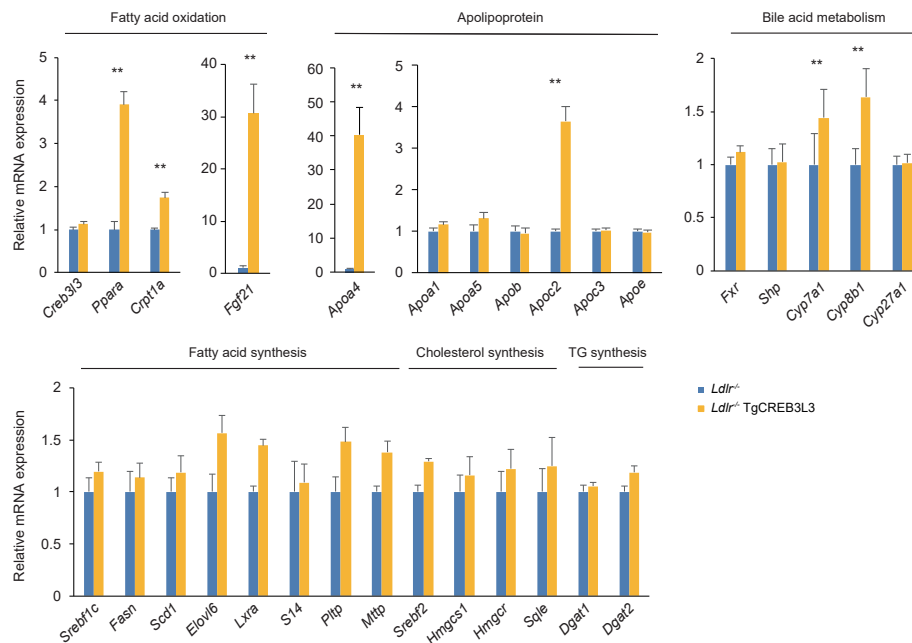 Fatty acid oxidation
Apolipoprotein
Bile acid metabolism
Relative mRNA expression
5
4
3
2
1
0
**
**
Creb3l3
Ppara
Crpt1a
40
30
20
10
0
**
Fgf21
60
50
40
30
20
10
0
**
Apoa4
5
4
3
2
1
0
**
Apoa1
Apoa5
Apob
Apoc2
Apoc3
Apoe
2
1.5
1
0.5
0
**
**
Fxr
Shp
Cyp7a1
Cyp8b1
Cyp27a1
Fatty acid synthesis
Cholesterol synthesis
TG synthesis
Relative mRNA expression
2
1.5
1
0.5
0
Srebf1c
Fasn
Scd1
Elovl6
Lxra
S14
Pltp
Mttp
Srebf2
Hmgcs1
Hmgcr
Sqle
Dgat1
Dgat2
Ldlr-/-
Ldlr-/- TgCREB3L3